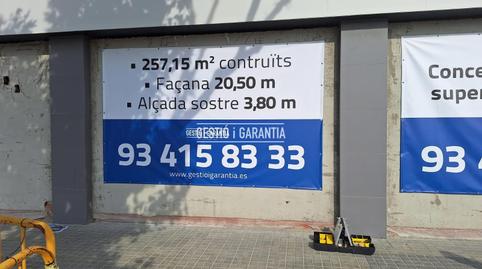 ▪ 257,15 m² contruïts
▪ Façana 20,50 m
▪ Alçada sostre 3,80 m
GESTIÓ i GARANTIA
93 415 83 33
www.gestioigarantia.es
Conce
super
93 4